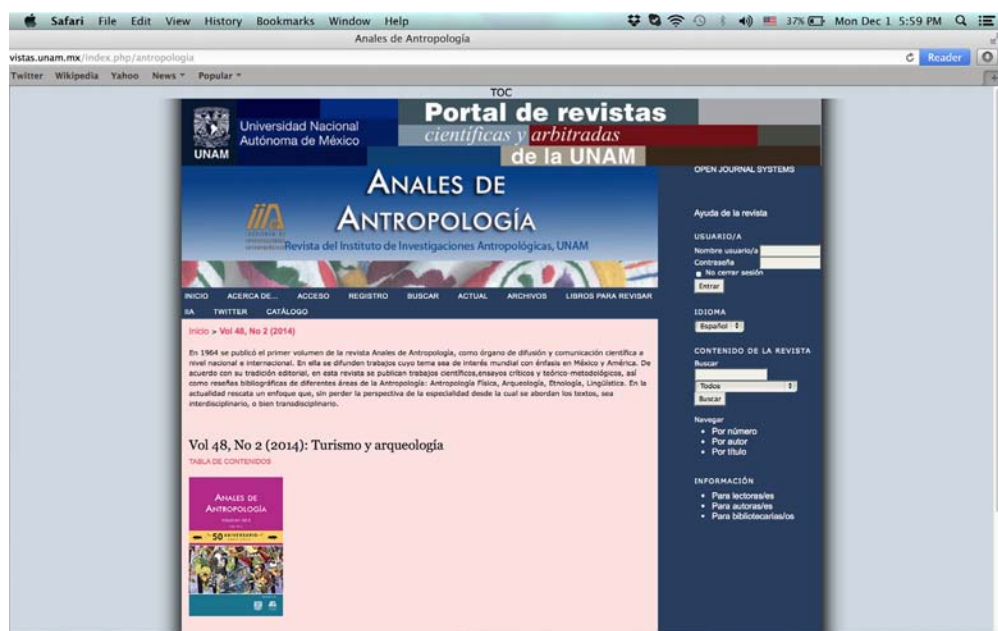 Safari File Edit View History Bookmarks Window Help 37% Mon Dec 1 5:59 PM
Anales de Antropología
vistas.unam.mx/index.php/antropologia Reader
Twitter Wikipedia Yahoo News Popular
TOC
UNAM
Universidad Nacional
Autónoma de México
Portal de revistas
científicas y arbitradas
de la UNAM
ANALES DE
ANTROPOLOGÍA
Revista del Instituto de Investigaciones Antropológicas, UNAM
INICIO ACERCA DE... ACCESO REGISTRO BUSCAR ACTUAL ARCHIVOS LIBROS PARA REVISAR
IIA TWITTER CATÁLOGO
Inicio > Vol 48, No 2 (2014)
En 1964 se publicó el primer volumen de la revista Anales de Antropología, como órgano de difusión y comunicación científica a
nivel nacional e internacional. En ella se difunden trabajos cuyo tema sea de interés mundial con énfasis en México y América. De
acuerdo con su tradición editorial, en esta revista se publican trabajos científicos,ensayos críticos y teórico-metodológicos, así
como reseñas bibliográficas de diferentes áreas de la Antropología: Antropología Física, Arqueología, Etnología, Lingüística. En la
actualidad rescata un enfoque que, sin perder la perspectiva de la especialidad desde la cual se abordan los textos, sea
interdisciplinario, o bien transdisciplinario.
Vol 48, No 2 (2014): Turismo y arqueología
TABLA DE CONTENIDOS
ANALES DE
ANTROPOLOGÍA
50 ANIVERSARIO
OPEN JOURNAL SYSTEMS
Ayuda de la revista
USUARIO/A
Nombre usuario/a
Contraseña
No cerrar sesión
Entrar
IDIOMA
Español
CONTENIDO DE LA REVISTA
Buscar
Todos
Buscar
Navegar
Por número
Por autor
Por título
INFORMACIÓN
Para lectoras/es
Para autoras/es
Para bibliotecarias/os